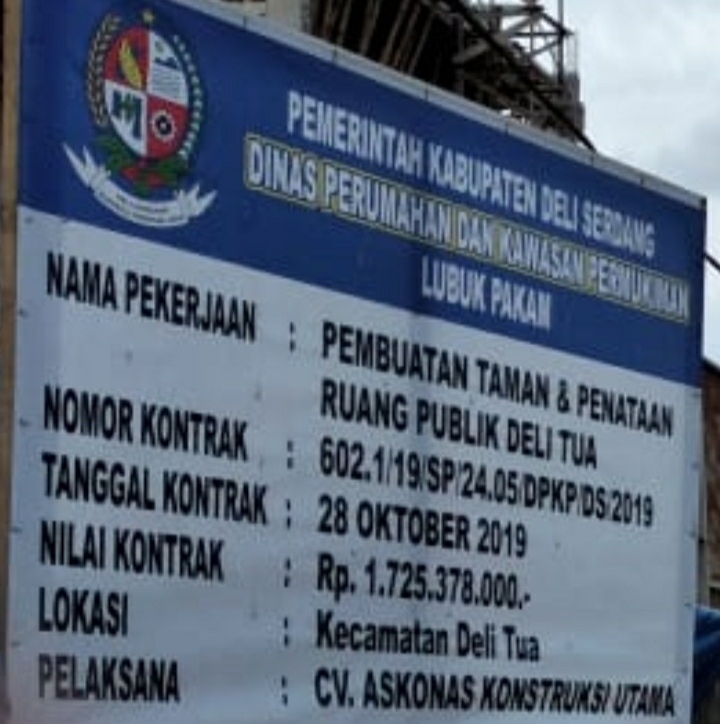 PEMERINTAH KABUPATEN DELI SERDANG
DINAS PERUMAHAN DAN KAWASAN PERMUKIMAN
LUBUK PAKAM
NAMA PEKERJAAN : PEMBUATAN TAMAN & PENATAAN
RUANG PUBLIK DELI TUA
NOMOR KONTRAK : 602.1/19/SP/24.05/DPKP/DS/2019
TANGGAL KONTRAK : 28 OKTOBER 2019
NILAI KONTRAK : Rp. 1.725.378.000.-
LOKASI : Kecamatan Deli Tua
PELAKSANA : CV. ASKONAS KONSTRUKSI UTAMA